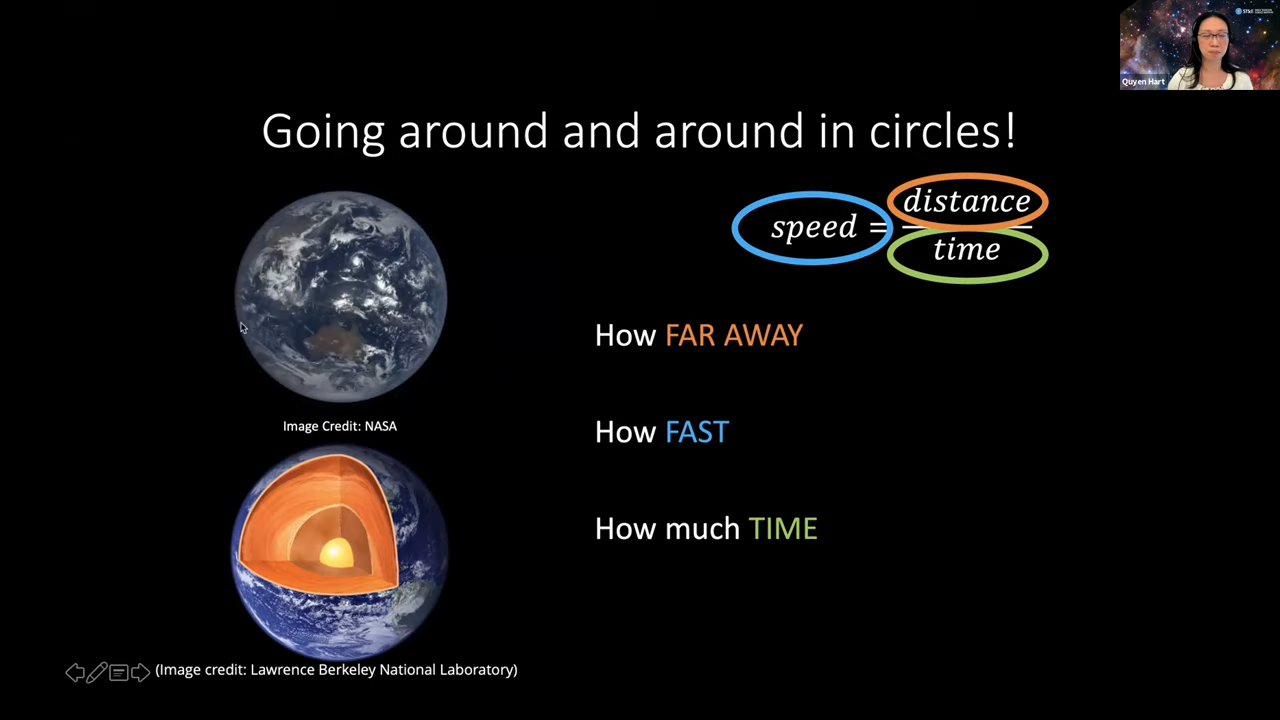 Quyen Hart
Going around and around in circles!
speed = distance
time
How FAR AWAY
How FAST
How much TIME
Image Credit: NASA
(Image credit: Lawrence Berkeley National Laboratory)